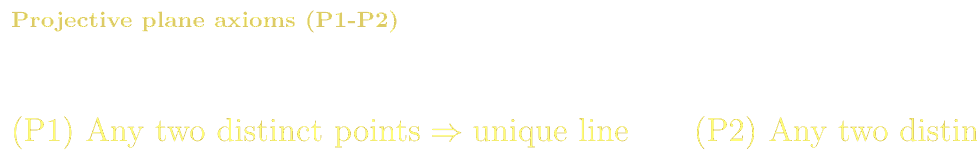 Projective plane axioms (P1-P2)
(P1) Any two distinct points ⇒ unique line (P2) Any two distin